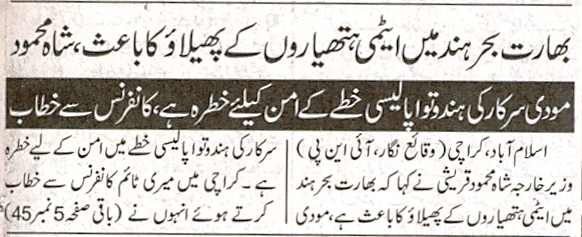 بھارت بحر ہند میں ایٹمی ہتھیاروں کے پھیلاؤ کا باعث، شاہ محمود
مودی سرکار کی ہندوتوا پالیسی خطے کے امن کیلئے خطرہ ہے، کانفرنس سے خطاب
اسلام آباد، کراچی (وقائع نگار، آئی این پی)
وزیر خارجہ شاہ محمود قریشی نے کہا کہ بھارت بحر ہند
میں ایٹمی ہتھیاروں کے پھیلاؤ کا باعث ہے، مودی
سرکار کی ہندوتوا پالیسی خطے میں امن کے لیے خطرہ
ہے۔ کراچی میں میری ٹائم کانفرنس سے خطاب
کرتے ہوئے انہوں نے (باقی صفحہ 5 نمبر 45)